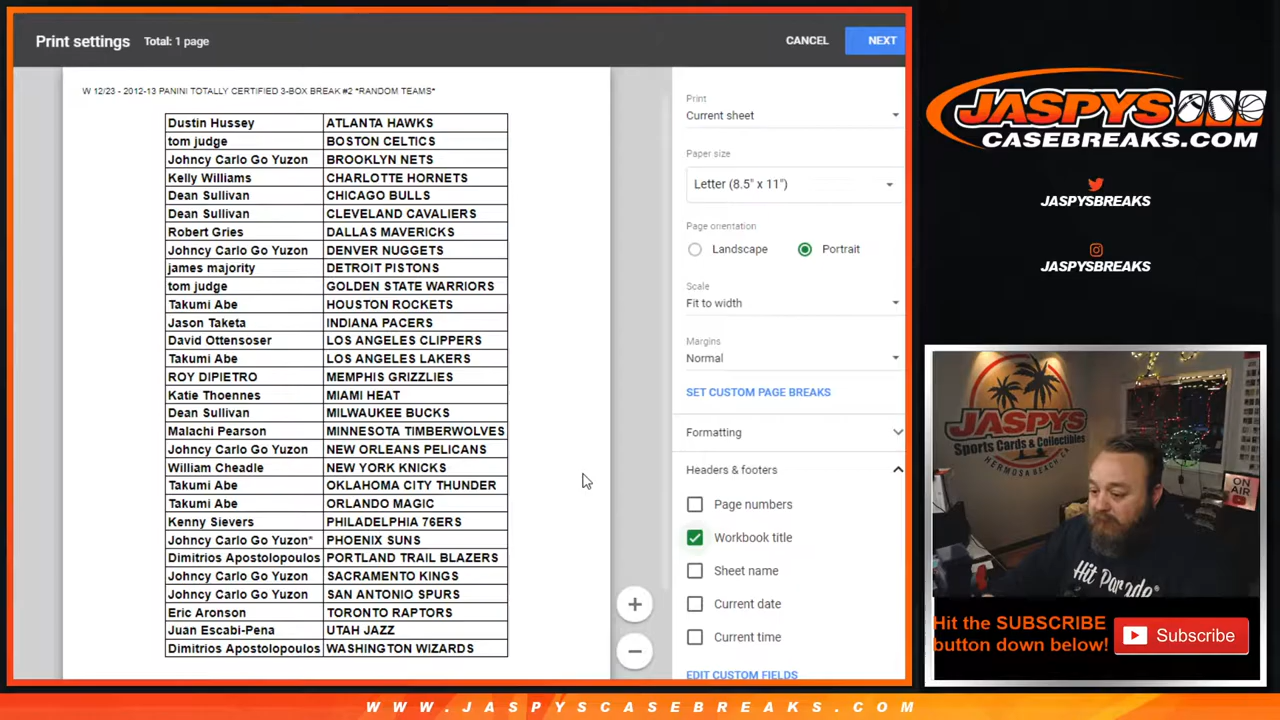 Print settings Total: 1 page CANCEL NEXT
W 12/23 - 2012-13 PANINI TOTALLY CERTIFIED 3-BOX BREAK #2 *RANDOM TEAMS*
Dustin Hussey ATLANTA HAWKS
tom judge BOSTON CELTICS
Johncy Carlo Go Yuzon BROOKLYN NETS
Kelly Williams CHARLOTTE HORNETS
Dean Sullivan CHICAGO BULLS
Dean Sullivan CLEVELAND CAVALIERS
Robert Gries DALLAS MAVERICKS
Johncy Carlo Go Yuzon DENVER NUGGETS
james majority DETROIT PISTONS
tom judge GOLDEN STATE WARRIORS
Takumi Abe HOUSTON ROCKETS
Jason Taketa INDIANA PACERS
David Ottensoser LOS ANGELES CLIPPERS
Takumi Abe LOS ANGELES LAKERS
ROY DIPIETRO MEMPHIS GRIZZLIES
Katie Thoennes MIAMI HEAT
Dean Sullivan MILWAUKEE BUCKS
Malachi Pearson MINNESOTA TIMBERWOLVES
Johncy Carlo Go Yuzon NEW ORLEANS PELICANS
William Cheadle NEW YORK KNICKS
Takumi Abe OKLAHOMA CITY THUNDER
Takumi Abe ORLANDO MAGIC
Kenny Sievers PHILADELPHIA 76ERS
Johncy Carlo Go Yuzon* PHOENIX SUNS
Dimitrios Apostolopoulos PORTLAND TRAIL BLAZERS
Johncy Carlo Go Yuzon SACRAMENTO KINGS
Johncy Carlo Go Yuzon SAN ANTONIO SPURS
Eric Aronson TORONTO RAPTORS
Juan Escabi-Pena UTAH JAZZ
Dimitrios Apostolopoulos WASHINGTON WIZARDS
Print
Current sheet
Paper size
Letter (8.5" x 11")
Page orientation
Landscape Portrait
Scale
Fit to width
Margins
Normal
SET CUSTOM PAGE BREAKS
Formatting
Headers & footers
Page numbers
Workbook title
Sheet name
Current date
Current time
EDIT CUSTOM FIELDS
JASPYS
CASEBREAKS.COM
JASPYSBREAKS
JASPYSBREAKS
JASPYS
Sports Cards & Collectibles
HERMOSA BEACH, CA
ON AIR
Hit Parade
Hit the SUBSCRIBE
button down below!
Subscribe
WWW.JASPYSCASEBREAKS.COM